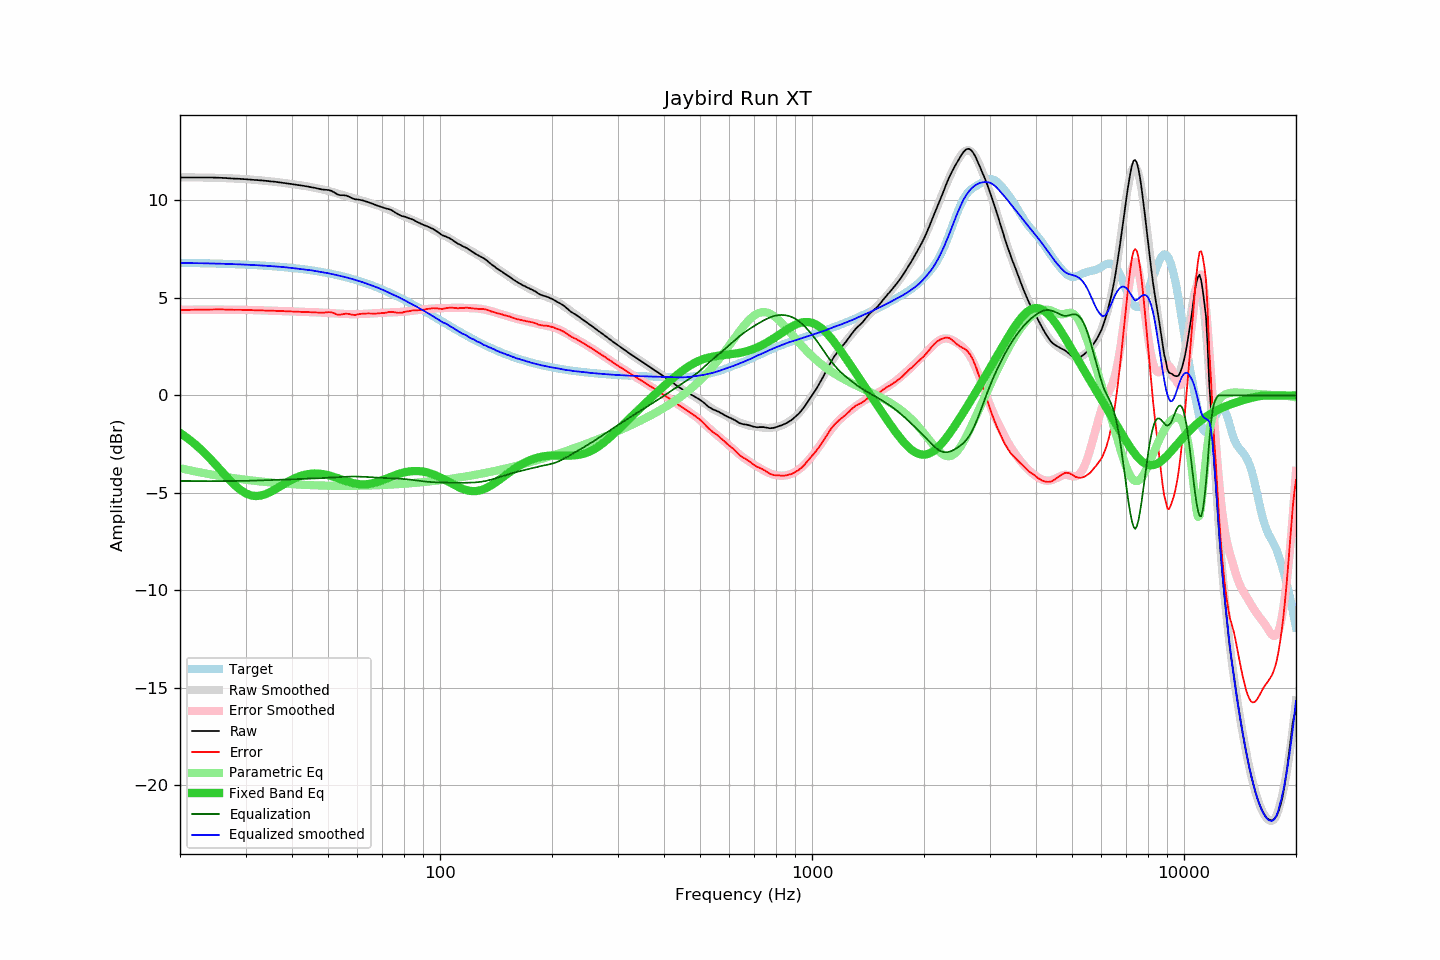 Jaybird Run XT
10
5
0
−5
−10
−15
−20
Amplitude (dBr)
Target
Raw Smoothed
Error Smoothed
Raw
Error
Parametric Eq
Fixed Band Eq
Equalization
Equalized smoothed
100
1000
10000
Frequency (Hz)